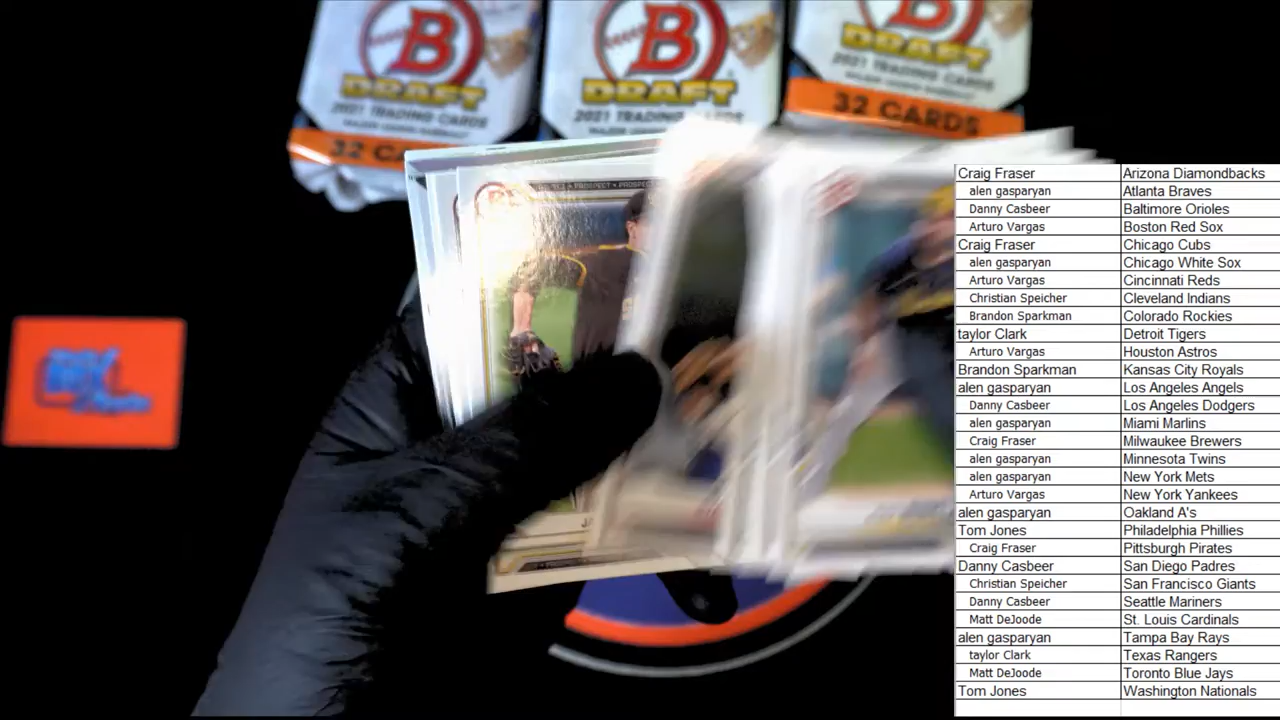 B
B
B
DRAFT
DRAFT
DRAFT
2021 TRADING CARDS
2021 TRADING CARDS
2021 TRADING CARDS
MAJOR LEAGUE BASEBALL
32 CARDS
32 CA
PROSPECT • PROSPEC
Craig Fraser Arizona Diamondbacks
alen gasparyan Atlanta Braves
Danny Casbeer Baltimore Orioles
Arturo Vargas Boston Red Sox
Craig Fraser Chicago Cubs
alen gasparyan Chicago White Sox
Arturo Vargas Cincinnati Reds
Christian Speicher Cleveland Indians
Brandon Sparkman Colorado Rockies
taylor Clark Detroit Tigers
Arturo Vargas Houston Astros
Brandon Sparkman Kansas City Royals
alen gasparyan Los Angeles Angels
Danny Casbeer Los Angeles Dodgers
alen gasparyan Miami Marlins
Craig Fraser Milwaukee Brewers
alen gasparyan Minnesota Twins
alen gasparyan New York Mets
Arturo Vargas New York Yankees
alen gasparyan Oakland A's
Tom Jones Philadelphia Phillies
Craig Fraser Pittsburgh Pirates
Danny Casbeer San Diego Padres
Christian Speicher San Francisco Giants
Danny Casbeer Seattle Mariners
Matt DeJoode St. Louis Cardinals
alen gasparyan Tampa Bay Rays
taylor Clark Texas Rangers
Matt DeJoode Toronto Blue Jays
Tom Jones Washington Nationals